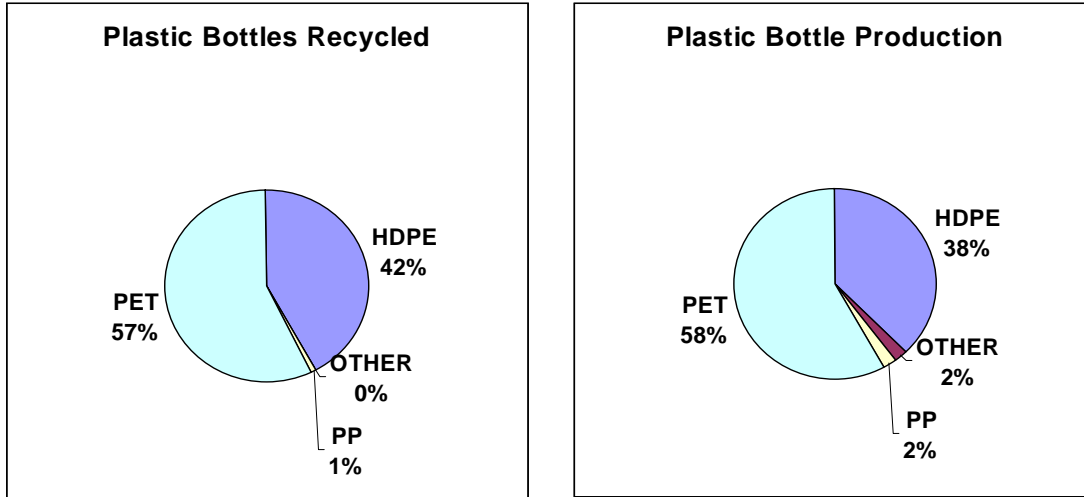 Plastic Bottles Recycled
HDPE
42%
PET
57%
OTHER
0%
PP
1%
Plastic Bottle Production
HDPE
38%
PET
58%
OTHER
2%
PP
2%